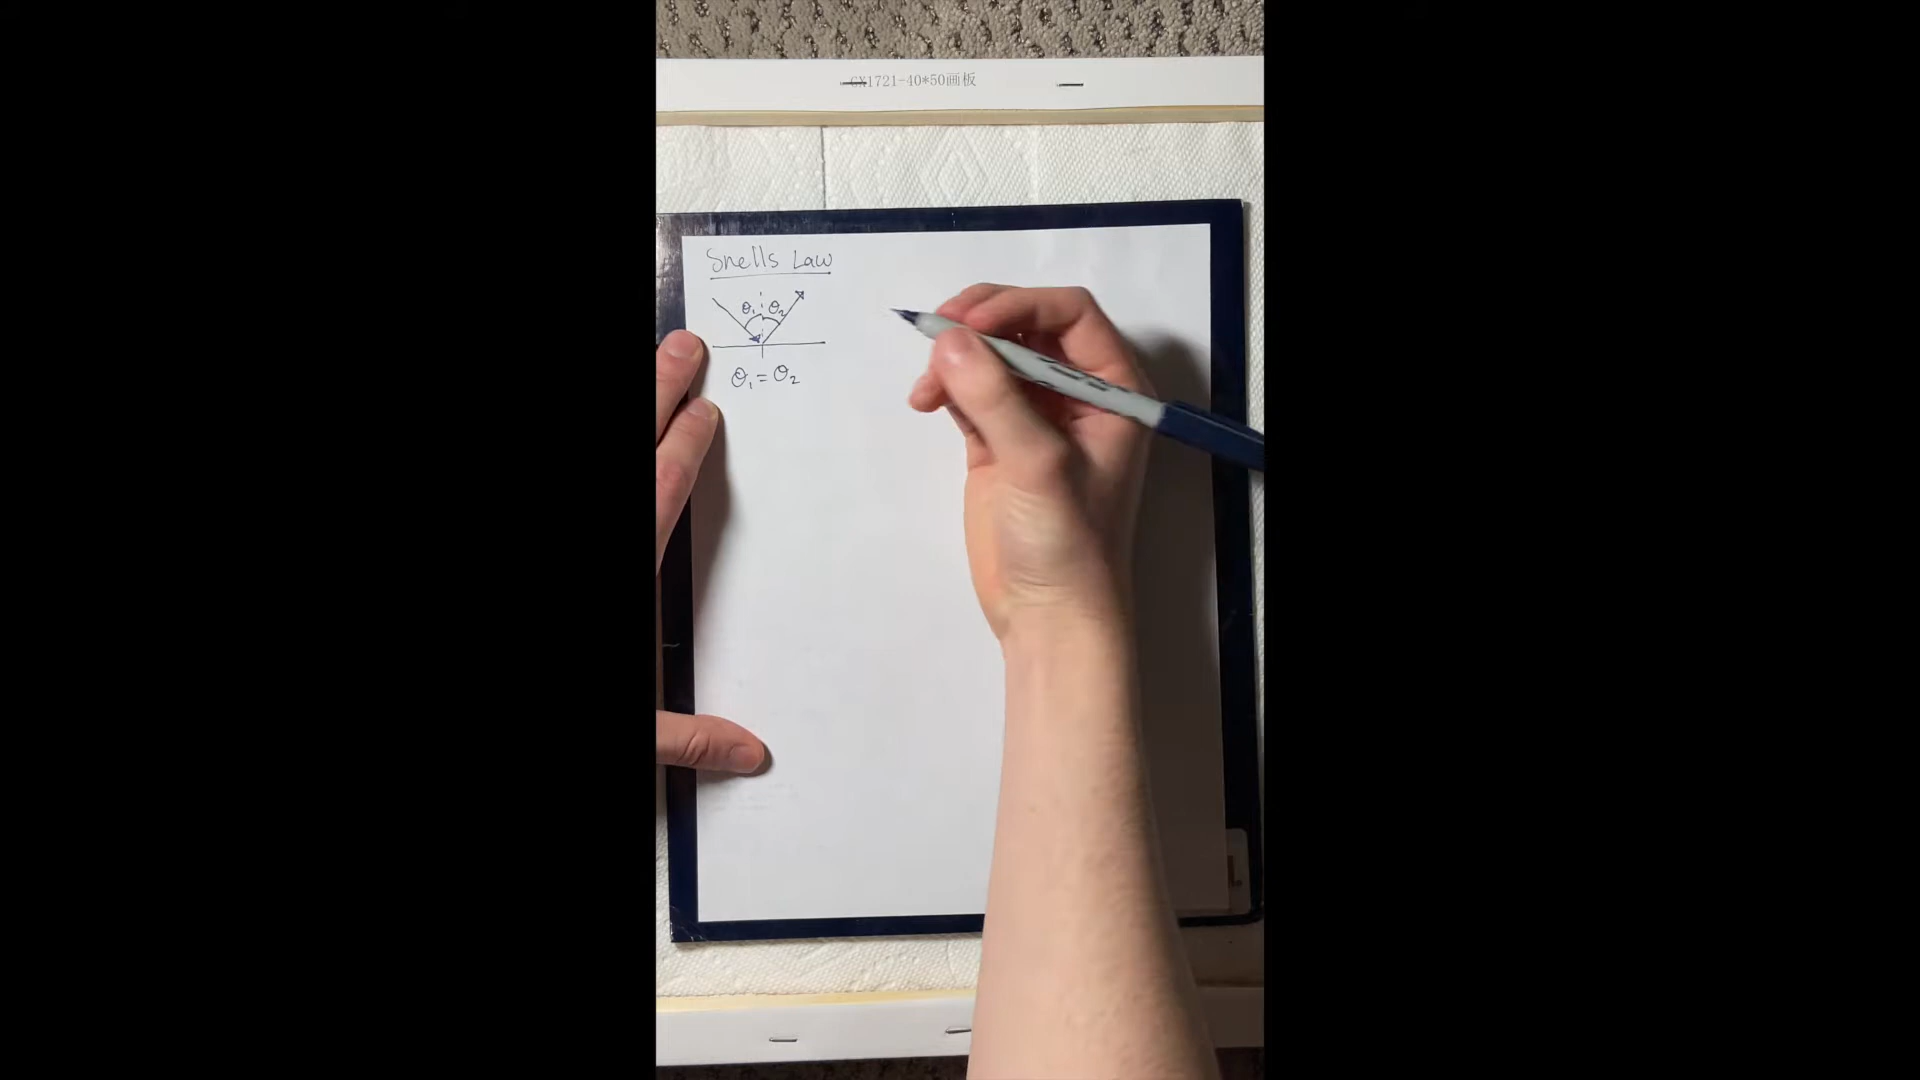 CX1721-40*50画板
Snells Law
θ₁ θ₂
θ₁ = θ₂